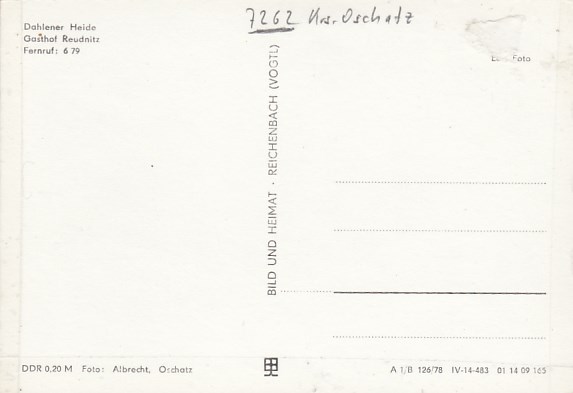 7262 Krs. Oschatz
Dahlener Heide
Gasthof Reudnitz
Fernruf: 6 79
Foto
BILD UND HEIMAT · REICHENBACH (VOGTL)
DDR 0,20 M Foto: Albrecht, Oschatz
A 1/B 126/78 IV-14-483 01 14 09 165